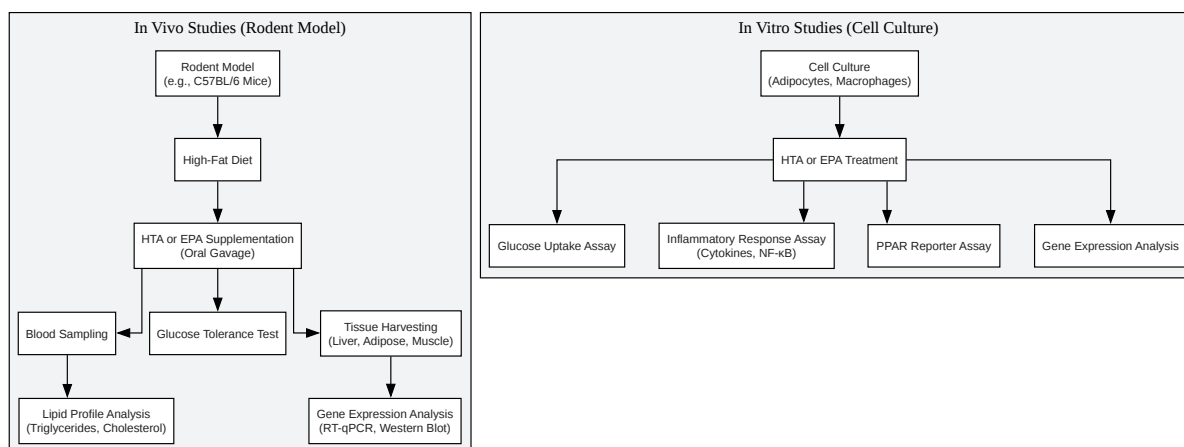 In Vivo Studies (Rodent Model)
Rodent Model
(e.g., C57BL/6 Mice)
High-Fat Diet
HTA or EPA Supplementation
(Oral Gavage)
Blood Sampling
Glucose Tolerance Test
Tissue Harvesting
(Liver, Adipose, Muscle)
Lipid Profile Analysis
(Triglycerides, Cholesterol)
Gene Expression Analysis
(RT-qPCR, Western Blot)
In Vitro Studies (Cell Culture)
Cell Culture
(Adipocytes, Macrophages)
HTA or EPA Treatment
Glucose Uptake Assay
Inflammatory Response Assay
(Cytokines, NF-κB)
PPAR Reporter Assay
Gene Expression Analysis